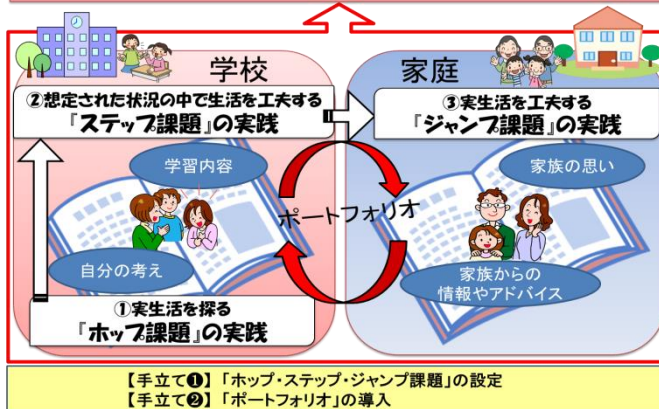 学校
家庭
②想定された状況の中で生活を工夫する
『ステップ課題』の実践
③実生活を工夫する
『ジャンプ課題』の実践
学習内容
家族の思い
ポートフォリオ
自分の考え
家族からの
情報やアドバイス
①実生活を探る
『ホップ課題』の実践
【手立て❶】「ホップ・ステップ・ジャンプ課題」の設定
【手立て❷】「ポートフォリオ」の導入